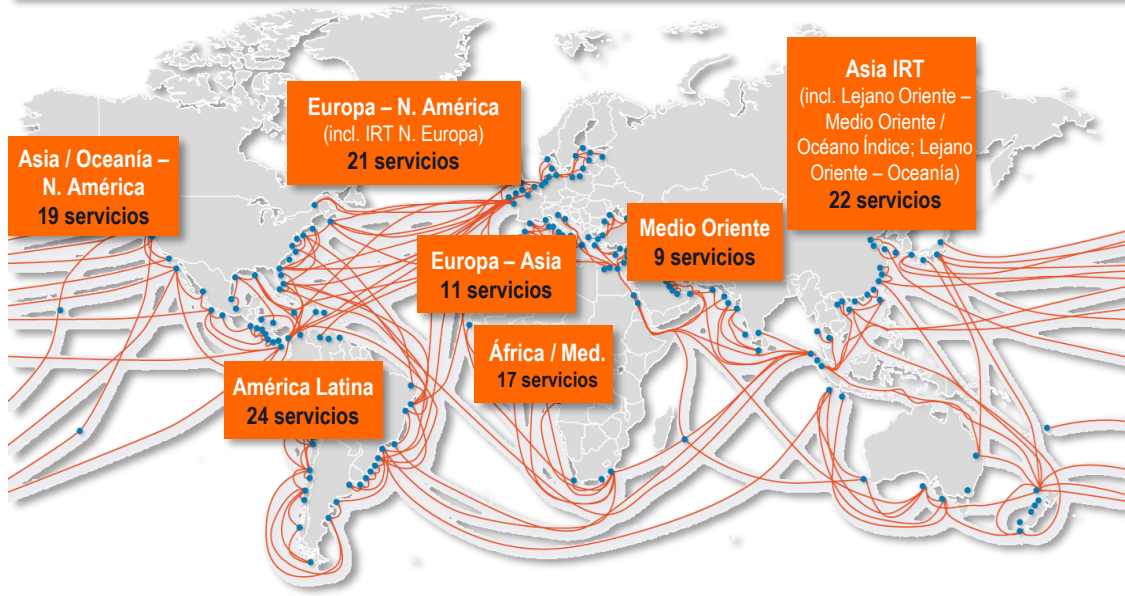 Asia / Oceanía –
N. América
19 servicios
Europa – N. América
(incl. IRT N. Europa)
21 servicios
Asia IRT
(incl. Lejano Oriente –
Medio Oriente /
Océano Índice; Lejano
Oriente – Oceanía)
22 servicios
Medio Oriente
9 servicios
Europa – Asia
11 servicios
África / Med.
17 servicios
América Latina
24 servicios